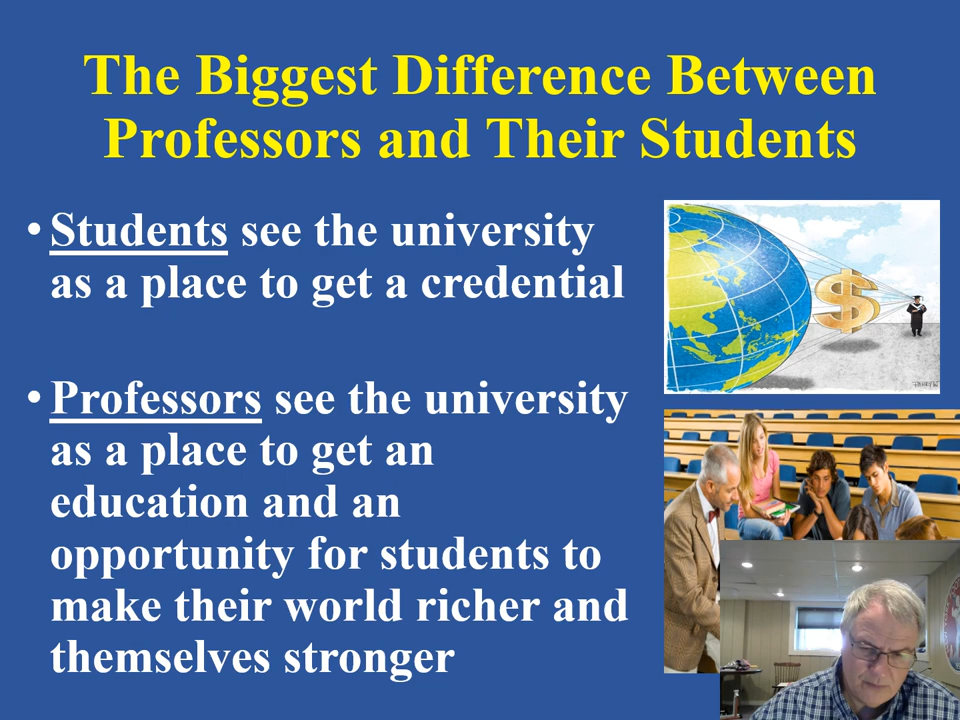 The Biggest Difference Between
Professors and Their Students
• Students see the university
as a place to get a credential
• Professors see the university
as a place to get an
education and an
opportunity for students to
make their world richer and
themselves stronger
$